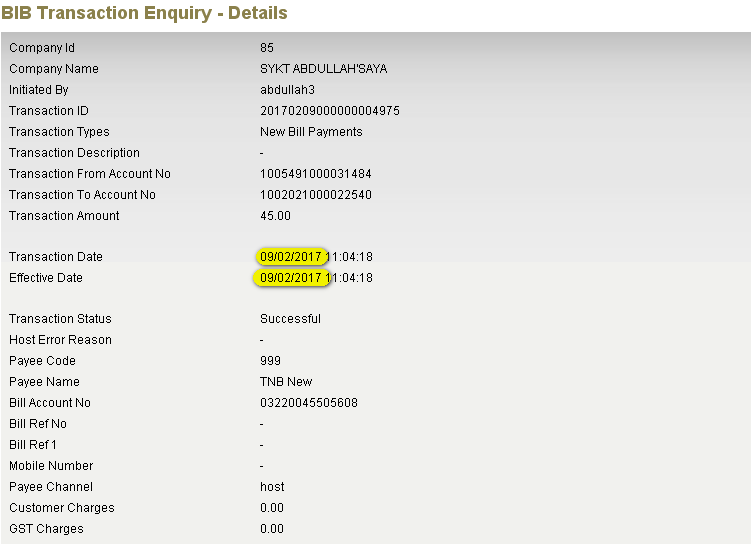 BIB Transaction Enquiry - Details
Company Id 85
Company Name SYKT ABDULLAH'SAYA
Initiated By abdullah3
Transaction ID 20170209000000004975
Transaction Types New Bill Payments
Transaction Description -
Transaction From Account No 1005491000031484
Transaction To Account No 1002021000022540
Transaction Amount 45.00
Transaction Date 09/02/2017 11:04:18
Effective Date 09/02/2017 11:04:18
Transaction Status Successful
Host Error Reason -
Payee Code 999
Payee Name TNB New
Bill Account No 03220045505608
Bill Ref No -
Bill Ref 1 -
Mobile Number -
Payee Channel host
Customer Charges 0.00
GST Charges 0.00